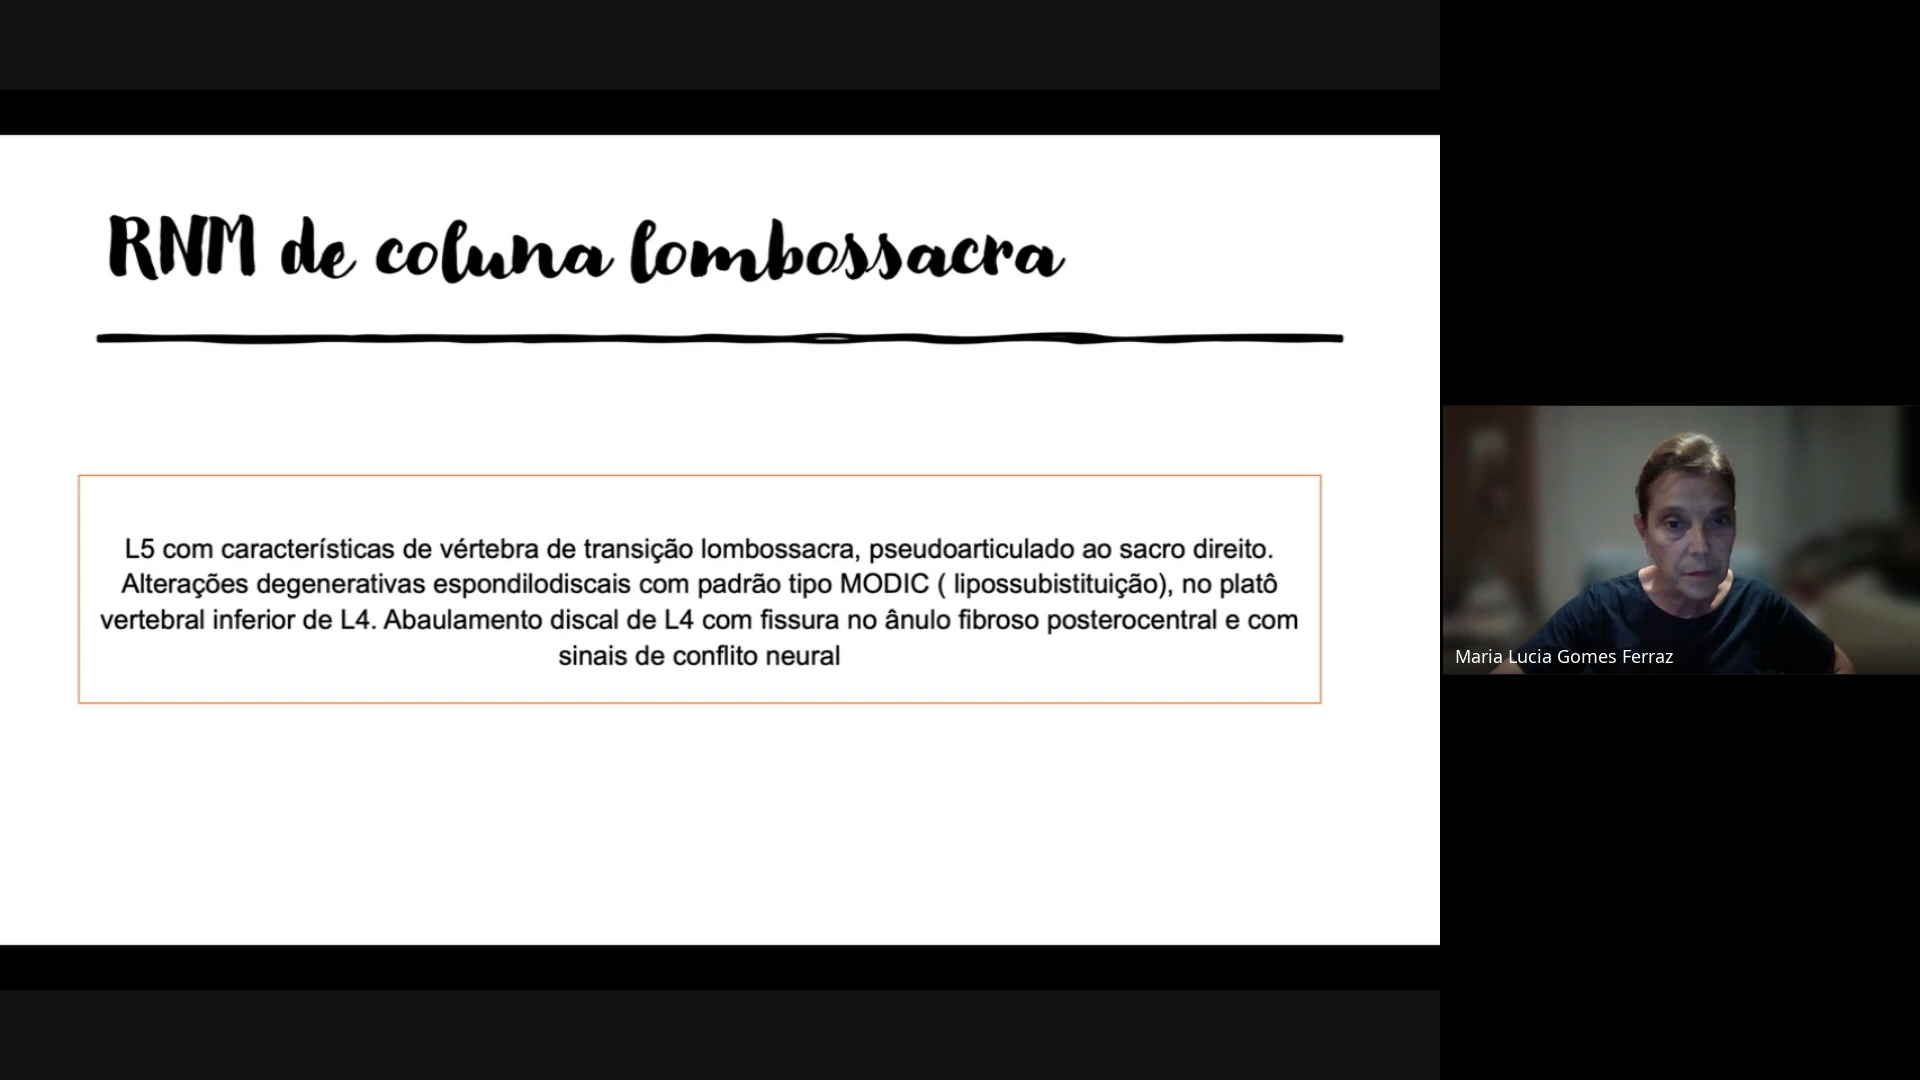 RNM de coluna lombossacra
L5 com características de vértebra de transição lombossacra, pseudoarticulado ao sacro direito.
Alterações degenerativas espondilodiscais com padrão tipo MODIC ( lipossubistituição), no platô
vertebral inferior de L4. Abaulamento discal de L4 com fissura no ânulo fibroso posterocentral e com
sinais de conflito neural
Maria Lucia Gomes Ferraz